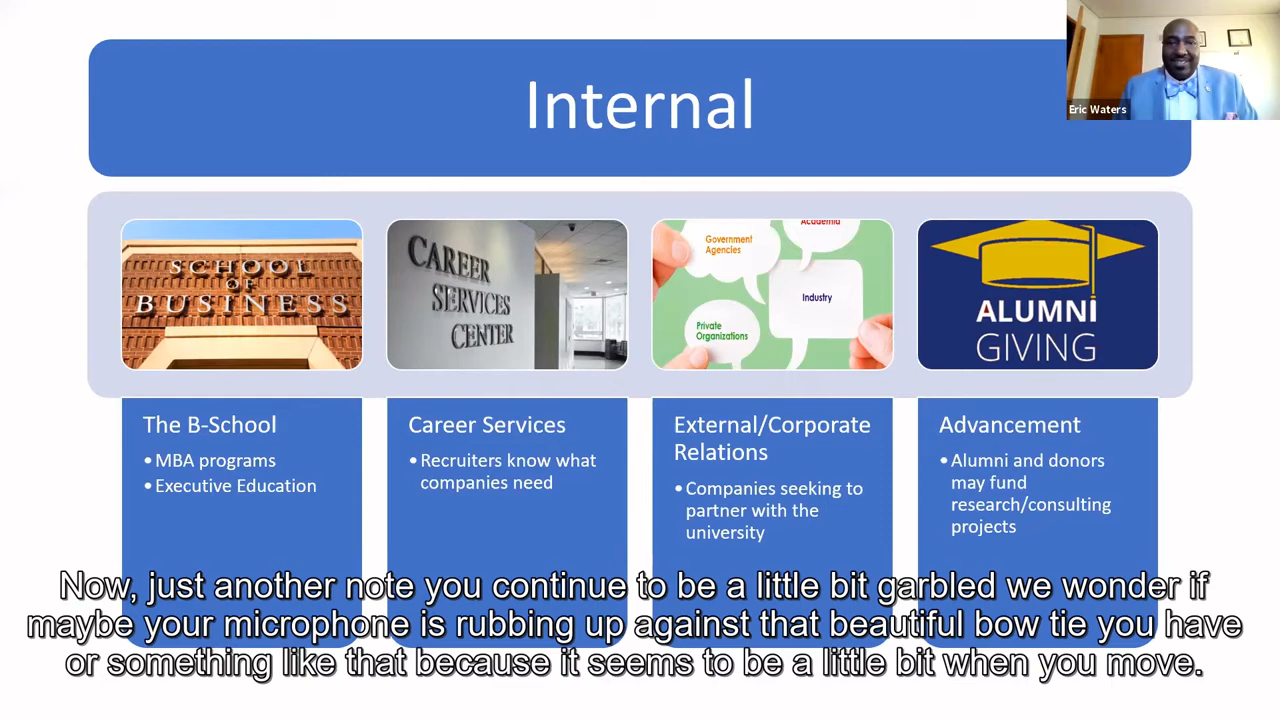 Internal
Eric Waters
SCHOOL
OF
BUSINESS
CAREER
SERVICES
CENTER
Academia
Government
Agencies
Industry
Private
Organizations
ALUMNI
GIVING
The B-School
•MBA programs
•Executive Education
Career Services
•Recruiters know what
companies need
External/Corporate
Relations
•Companies seeking to
partner with the
university
Advancement
•Alumni and donors
may fund
research/consulting
projects
Now, just another note you continue to be a little bit garbled we wonder if
maybe your microphone is rubbing up against that beautiful bow tie you have
or something like that because it seems to be a little bit when you move.